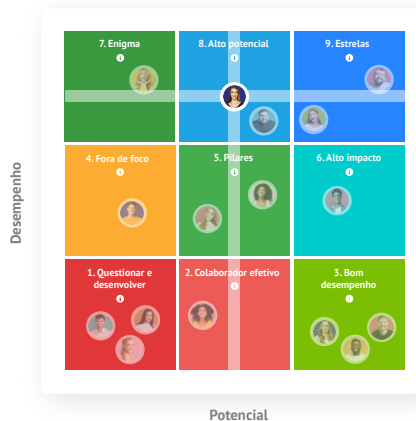 7. Enigma
8. Alto potencial
9. Estrelas
4. Fora de foco
5. Pilares
6. Alto impacto
1. Questionar e
desenvolver
2. Colaborador efetivo
3. Bom
desempenho
Desempenho
Potencial